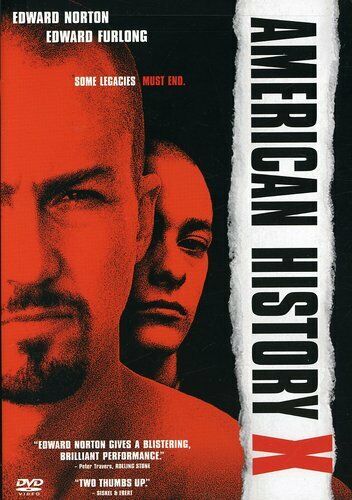 EDWARD NORTON
EDWARD FURLONG
SOME LEGACIES MUST END.
AMERICAN HISTORY X
"EDWARD NORTON GIVES A BLISTERING,
BRILLIANT PERFORMANCE."
– Peter Travers, ROLLING STONE
"TWO THUMBS UP."
– SISKEL & EBERT
DVD
VIDEO